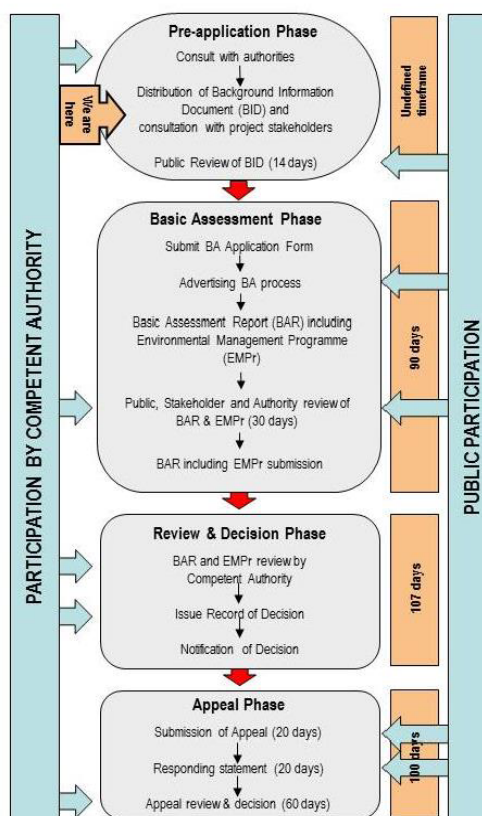 PARTICIPATION BY COMPETENT AUTHORITY
Pre-application Phase
Consult with authorities
Distribution of Background Information
Document (BID) and
consultation with project stakeholders
Public Review of BID (14 days)
We are
here
Undefined
timeframe
Basic Assessment Phase
Submit BA Application Form
Advertising BA process
Basic Assessment Report (BAR) including
Environmental Management Programme
(EMPr)
Public, Stakeholder and Authority review of
BAR & EMPr (30 days)
BAR including EMPr submission
90 days
Review & Decision Phase
BAR and EMPr review by
Competent Authority
Issue Record of Decision
Notification of Decision
107 days
Appeal Phase
Submission of Appeal (20 days)
Responding statement (20 days)
Appeal review & decision (60 days)
100 days
PUBLIC PARTICIPATION